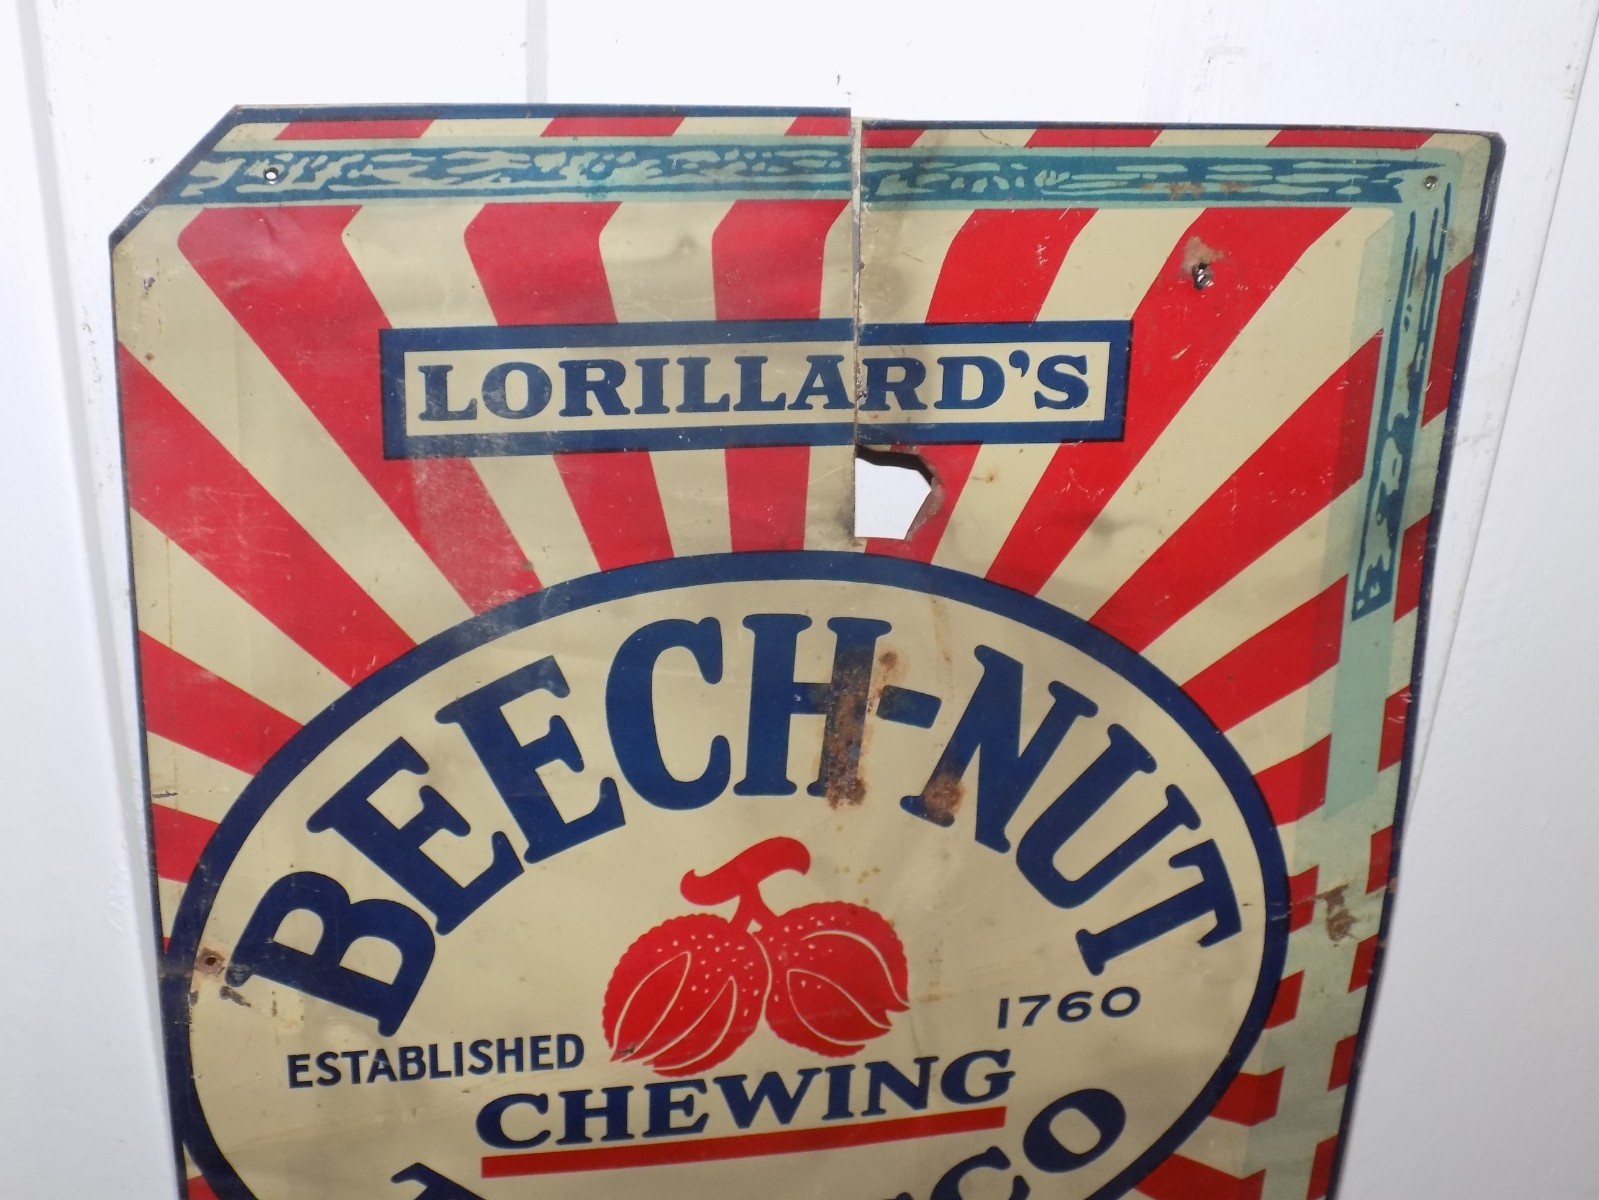 LORILLARD'S
BEECH-NUT
ESTABLISHED 1760
CHEWING